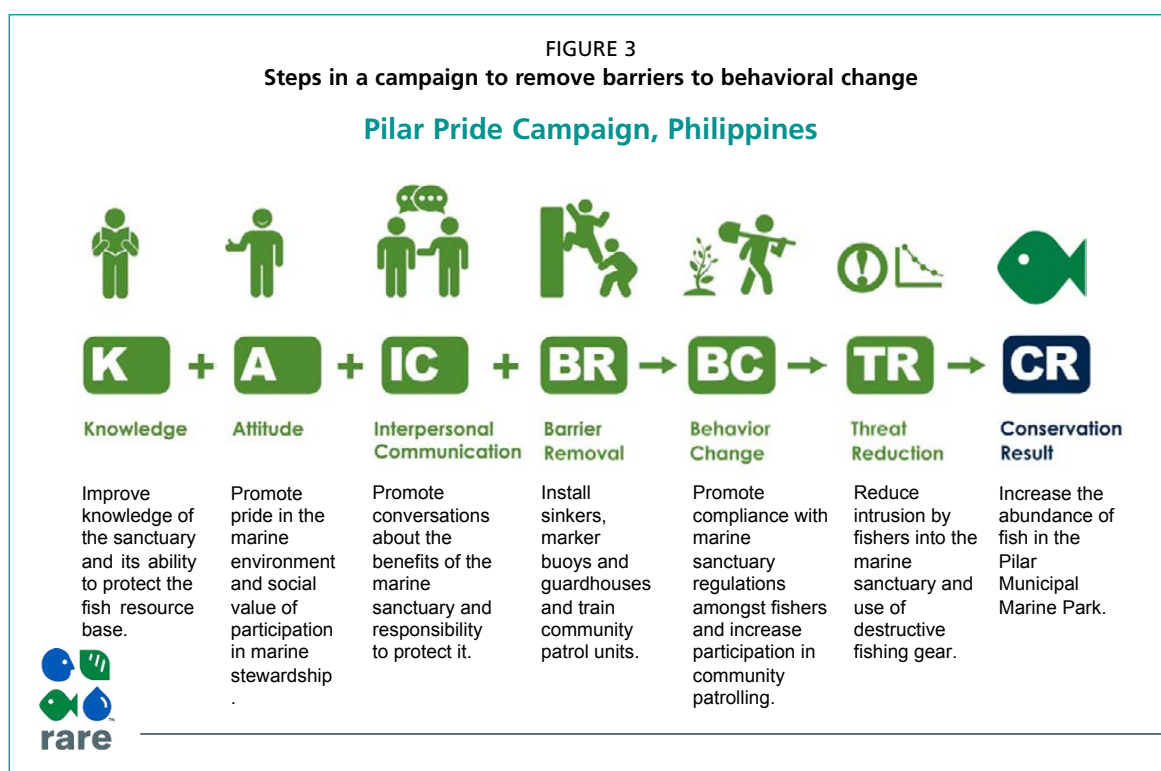 FIGURE 3
Steps in a campaign to remove barriers to behavioral change
Pilar Pride Campaign, Philippines
K + A + IC + BR → BC → TR → CR
Knowledge
Attitude
Interpersonal
Communication
Barrier
Removal
Behavior
Change
Threat
Reduction
Conservation
Result
Improve
knowledge of
the sanctuary
and its ability
to protect the
fish resource
base.
Promote
pride in the
marine
environment
and social
value of
participation
in marine
stewardship
.
Promote
conversations
about the
benefits of the
marine
sanctuary and
responsibility
to protect it.
Install
sinkers,
marker
buoys and
guardhouses
and train
community
patrol units.
Promote
compliance with
marine
sanctuary
regulations
amongst fishers
and increase
participation in
community
patrolling.
Reduce
intrusion by
fishers into the
marine
sanctuary and
use of
destructive
fishing gear.
Increase the
abundance of
fish in the
Pilar
Municipal
Marine Park.
rare